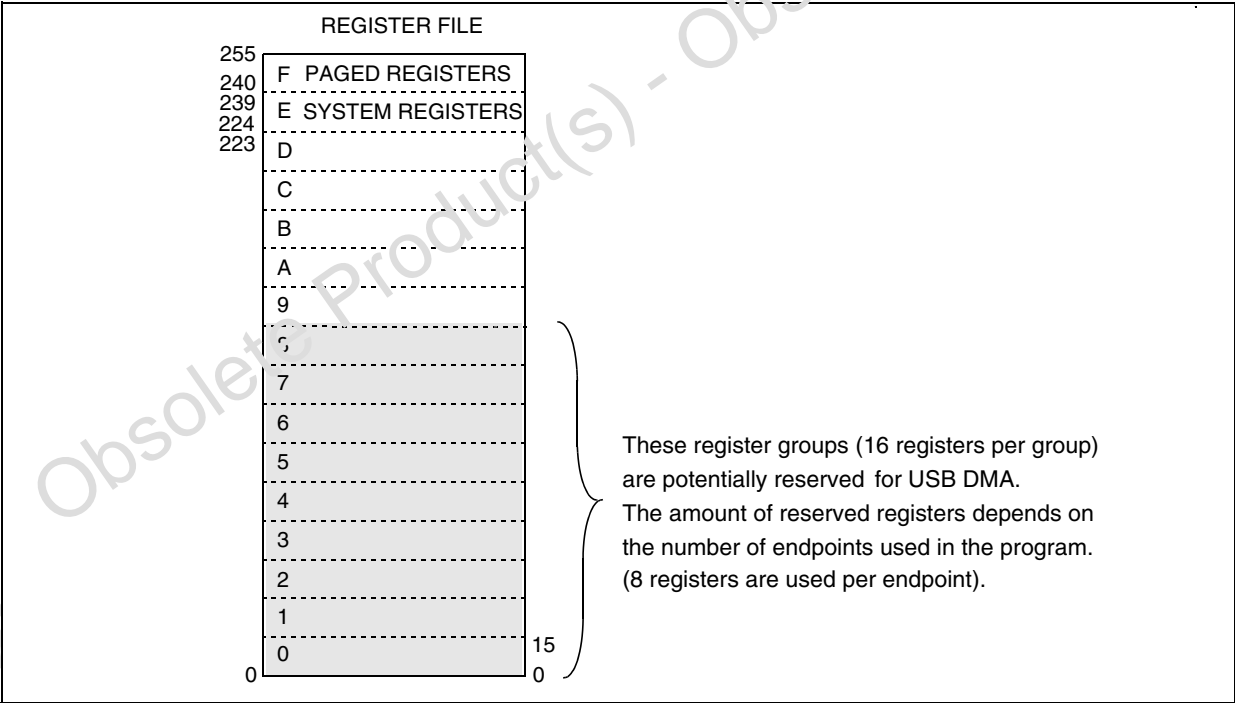 REGISTER FILE
255
F PAGED REGISTERS
240
239
E SYSTEM REGISTERS
224
223
D
C
B
A
9
7
6
5
4
3
2
1
0
15
0
0
These register groups (16 registers per group)
are potentially reserved for USB DMA.
The amount of reserved registers depends on
the number of endpoints used in the program.
(8 registers are used per endpoint).
Obsolete Product(s) - Obs